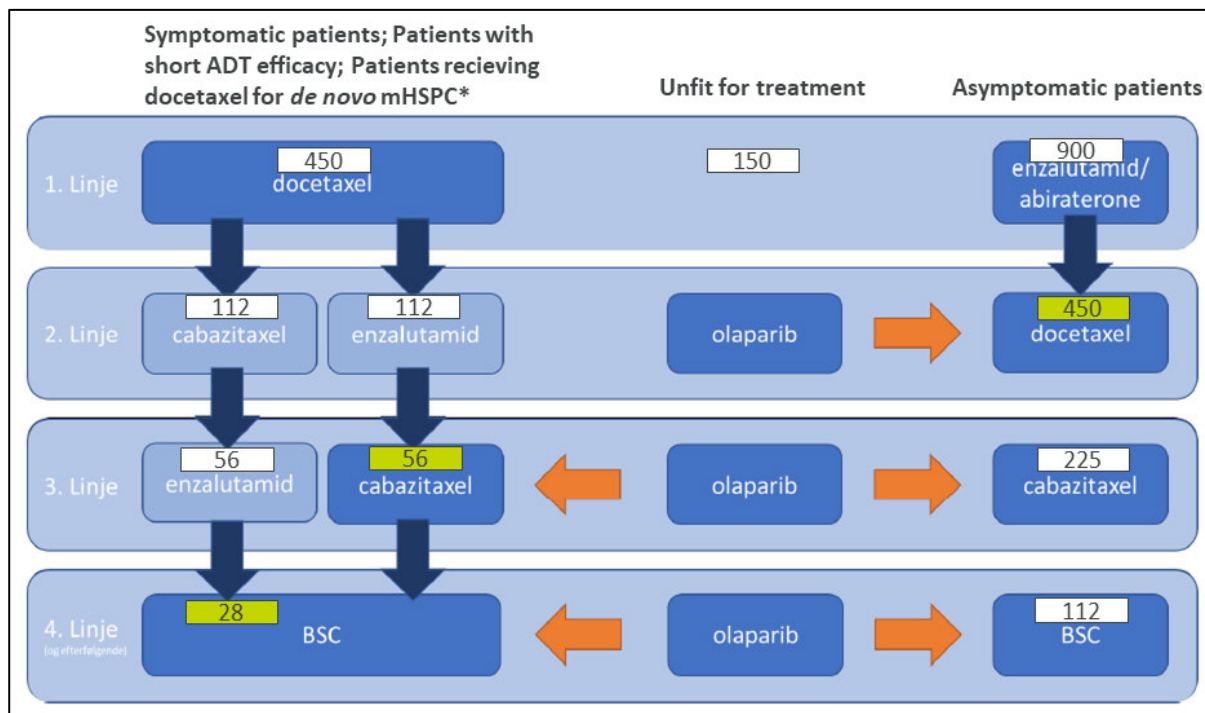 Symptomatic patients; Patients with
short ADT efficacy; Patients recieving
docetaxel for de novo mHSPC*
Unfit for treatment
Asymptomatic patients
1. Linje
450
docetaxel
150
900
enzalutamid/
abiraterone
2. Linje
112
cabazitaxel
112
enzalutamid
olaparib
450
docetaxel
3. Linje
56
enzalutamid
56
cabazitaxel
olaparib
225
cabazitaxel
4. Linje
(og efterfølgende)
28
BSC
olaparib
112
BSC